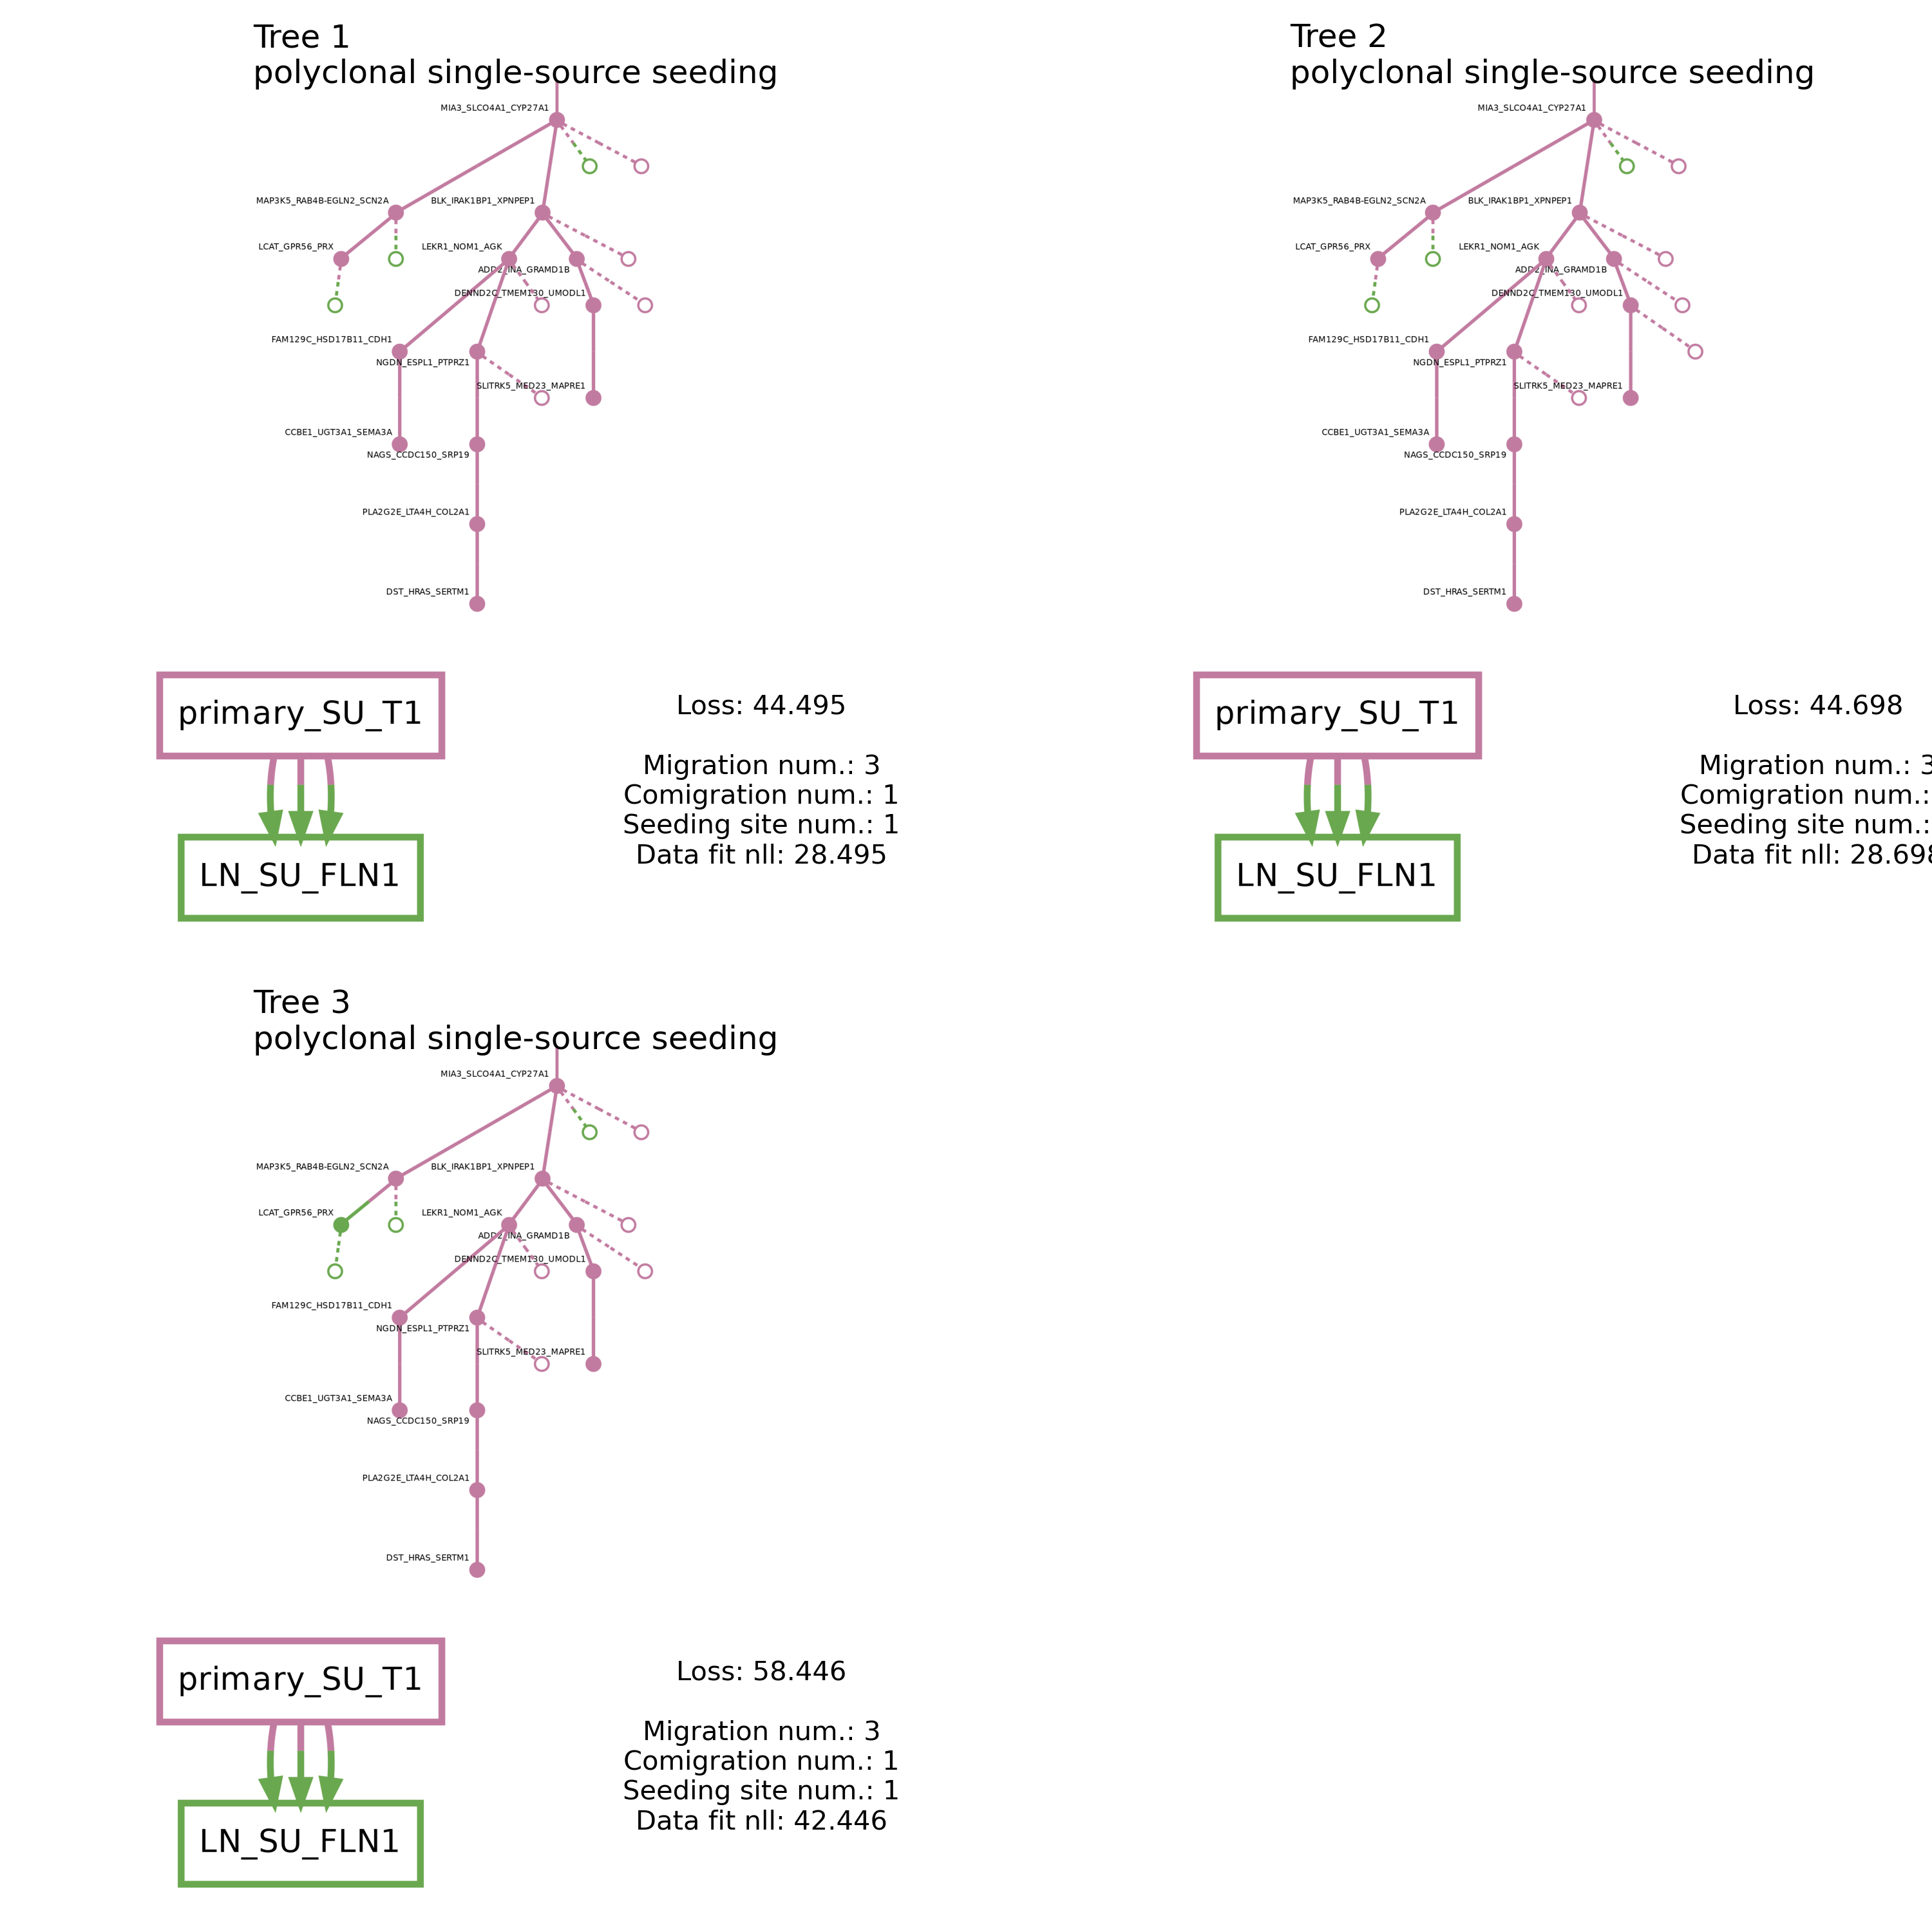 Tree 1
polyclonal single-source seeding
MIA3_SLCO4A1_CYP27A1
MAP3K5_RAB4B-EGLN2_SCN2A
BLK_IRAK1BP1_XPNPEP1
LCAT_GPR56_PRX
LEKR1_NOM1_AGK
ADD2_INA_GRAMD1B
DENND2C_TMEM130_UMODL1
FAM129C_HSD17B11_CDH1
NGDN_ESPL1_PTPRZ1
SLITRK5_MED23_MAPRE1
CCBE1_UGT3A1_SEMA3A
NAGS_CCDC150_SRP19
PLA2G2E_LTA4H_COL2A1
DST_HRAS_SERTM1
primary_SU_T1
LN_SU_FLN1
Loss: 44.495
Migration num.: 3
Comigration num.: 1
Seeding site num.: 1
Data fit nll: 28.495
Tree 2
polyclonal single-source seeding
MIA3_SLCO4A1_CYP27A1
MAP3K5_RAB4B-EGLN2_SCN2A
BLK_IRAK1BP1_XPNPEP1
LCAT_GPR56_PRX
LEKR1_NOM1_AGK
ADD2_INA_GRAMD1B
DENND2C_TMEM130_UMODL1
FAM129C_HSD17B11_CDH1
NGDN_ESPL1_PTPRZ1
SLITRK5_MED23_MAPRE1
CCBE1_UGT3A1_SEMA3A
NAGS_CCDC150_SRP19
PLA2G2E_LTA4H_COL2A1
DST_HRAS_SERTM1
primary_SU_T1
LN_SU_FLN1
Loss: 44.698
Migration num.: 3
Comigration num.:
Seeding site num.:
Data fit nll: 28.698
Tree 3
polyclonal single-source seeding
MIA3_SLCO4A1_CYP27A1
MAP3K5_RAB4B-EGLN2_SCN2A
BLK_IRAK1BP1_XPNPEP1
LCAT_GPR56_PRX
LEKR1_NOM1_AGK
ADD2_INA_GRAMD1B
DENND2C_TMEM130_UMODL1
FAM129C_HSD17B11_CDH1
NGDN_ESPL1_PTPRZ1
SLITRK5_MED23_MAPRE1
CCBE1_UGT3A1_SEMA3A
NAGS_CCDC150_SRP19
PLA2G2E_LTA4H_COL2A1
DST_HRAS_SERTM1
primary_SU_T1
LN_SU_FLN1
Loss: 58.446
Migration num.: 3
Comigration num.: 1
Seeding site num.: 1
Data fit nll: 42.446